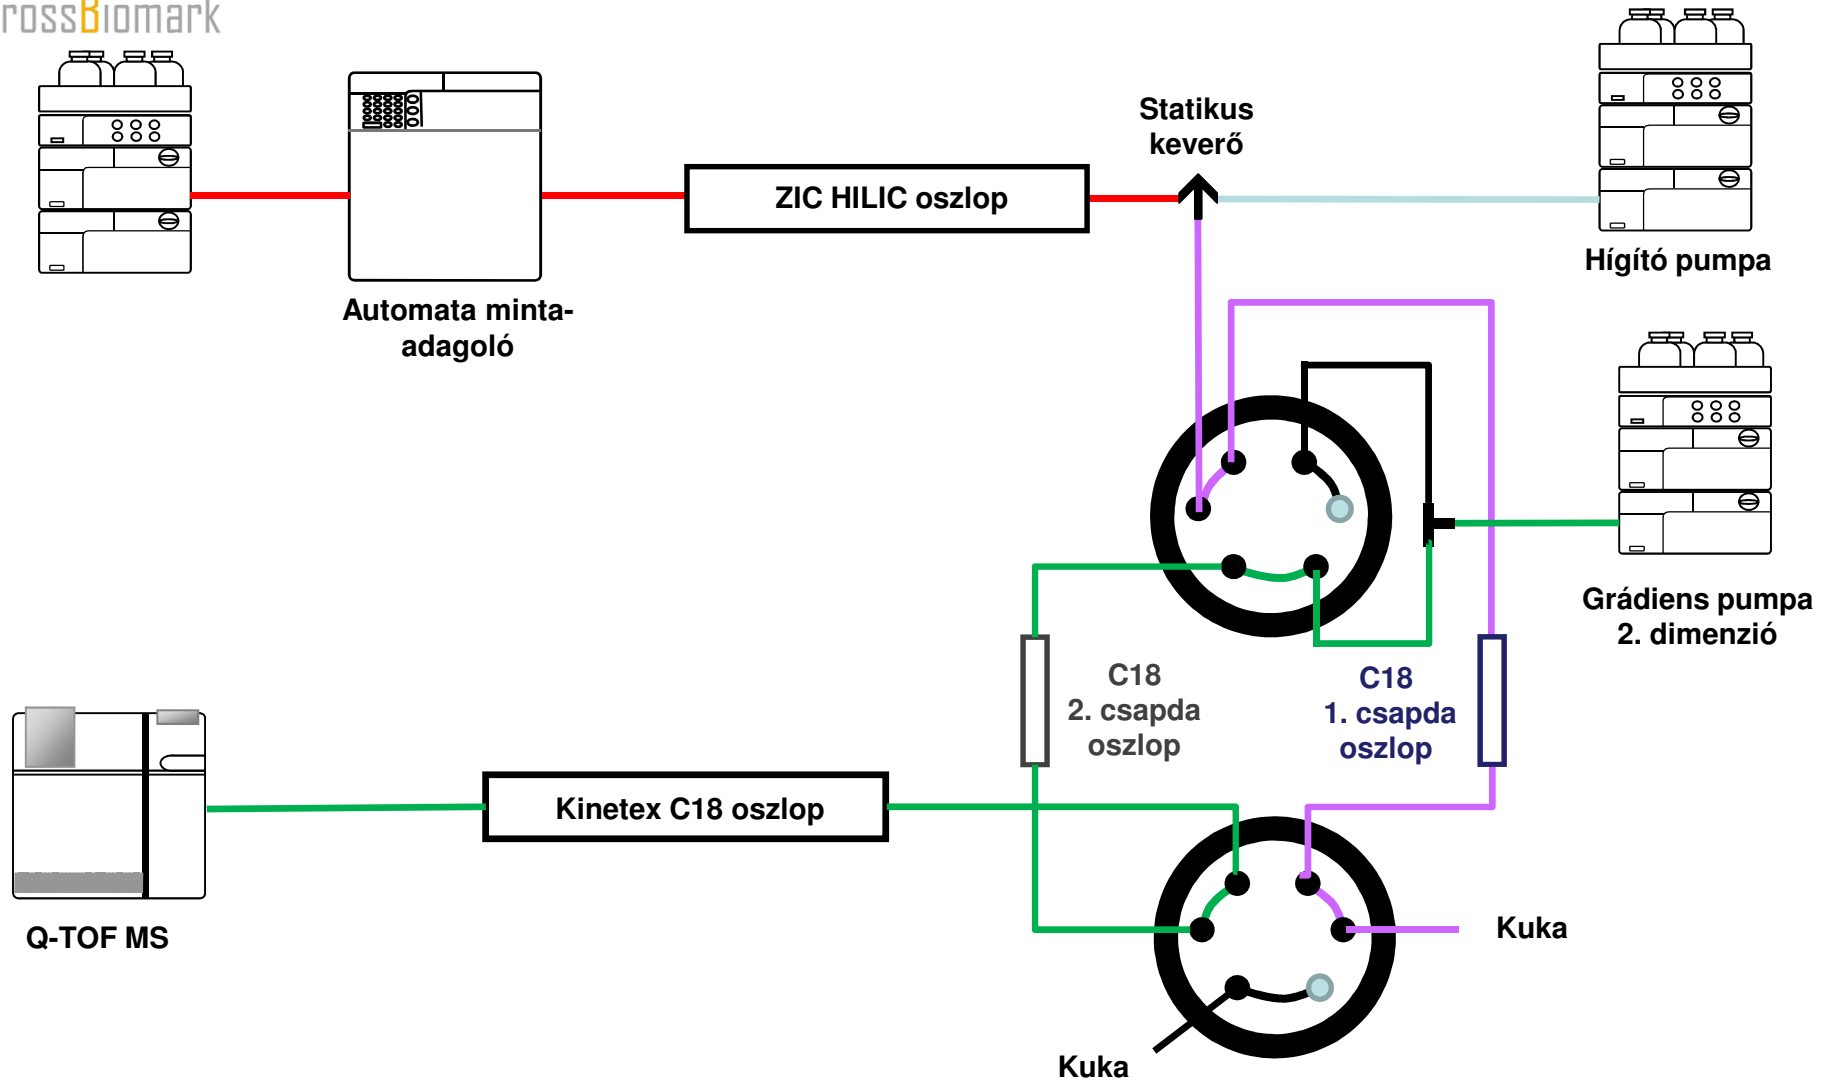 rossBiomark
Statikus
keverő
ZIC HILIC oszlop
Hígító pumpa
Automata minta-
adagoló
Grádiens pumpa
2. dimenzió
C18
2. csapda
oszlop
C18
1. csapda
oszlop
Kinetex C18 oszlop
Q-TOF MS
Kuka
Kuka